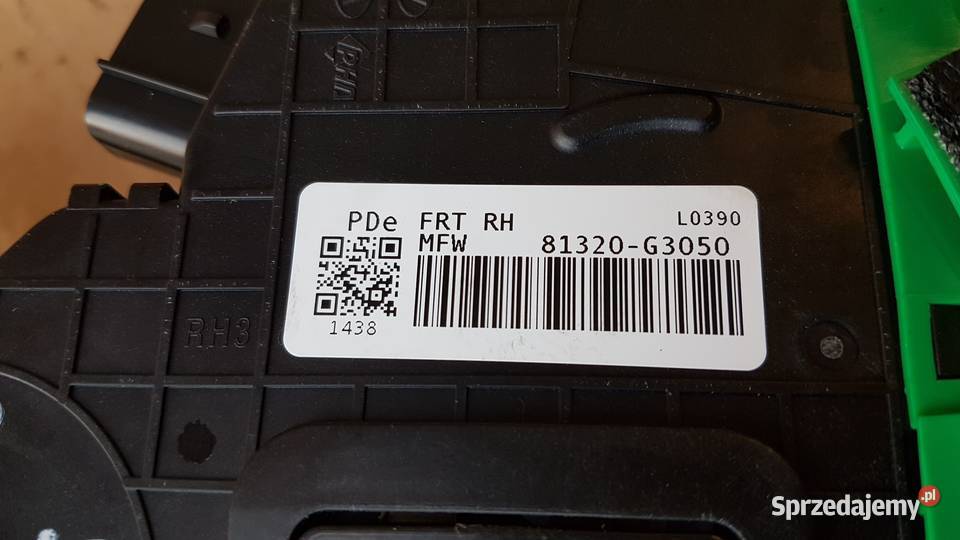 PDe FRT RH L0390
MFW 81320-G3050
1438
RH3
Sprzedajemy.pl